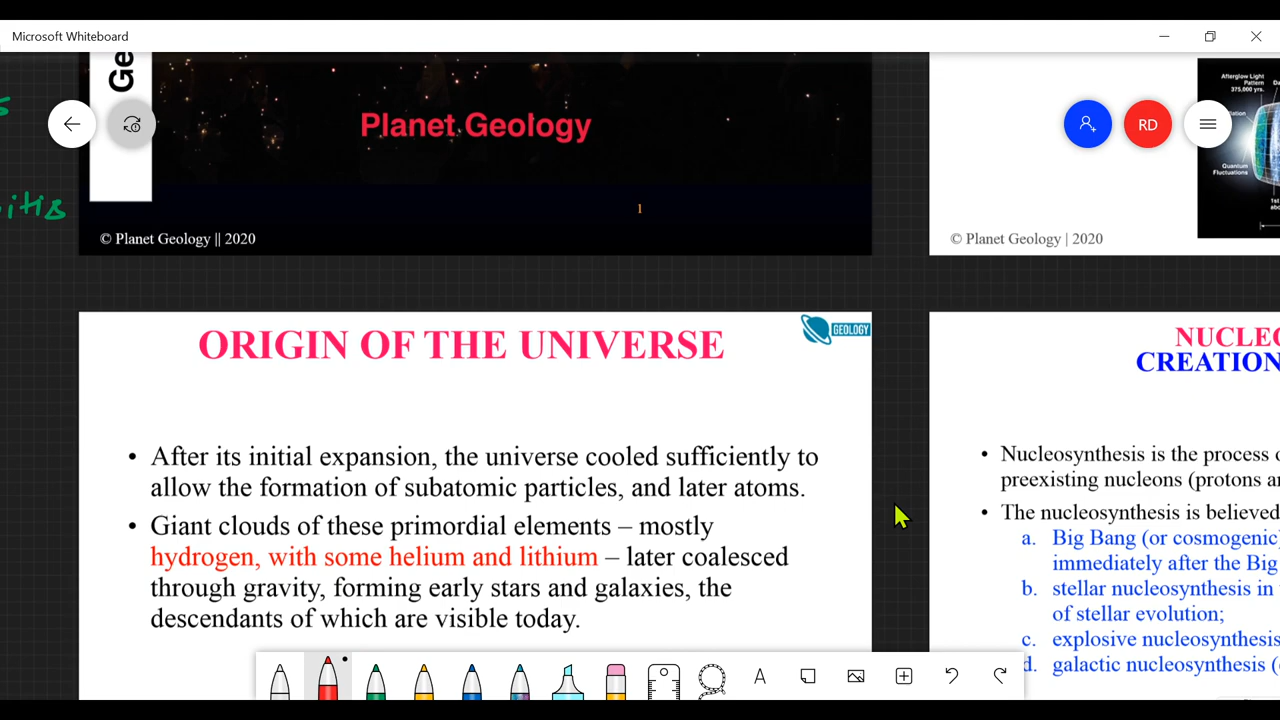 Microsoft Whiteboard
Ge
Planet Geology
1
© Planet Geology || 2020
Afterglow Light
Pattern
375,000 yrs.
Quantum
Fluctuations
1st
RD
© Planet Geology | 2020
GEOLOGY
ORIGIN OF THE UNIVERSE
• After its initial expansion, the universe cooled sufficiently to
allow the formation of subatomic particles, and later atoms.
• Giant clouds of these primordial elements – mostly
hydrogen, with some helium and lithium – later coalesced
through gravity, forming early stars and galaxies, the
descendants of which are visible today.
NUCLEO
CREATION
• Nucleosynthesis is the process o
preexisting nucleons (protons an
• The nucleosynthesis is believed
a. Big Bang (or cosmogenic)
immediately after the Big
b. stellar nucleosynthesis in
of stellar evolution;
c. explosive nucleosynthesis
d. galactic nucleosynthesis (
A